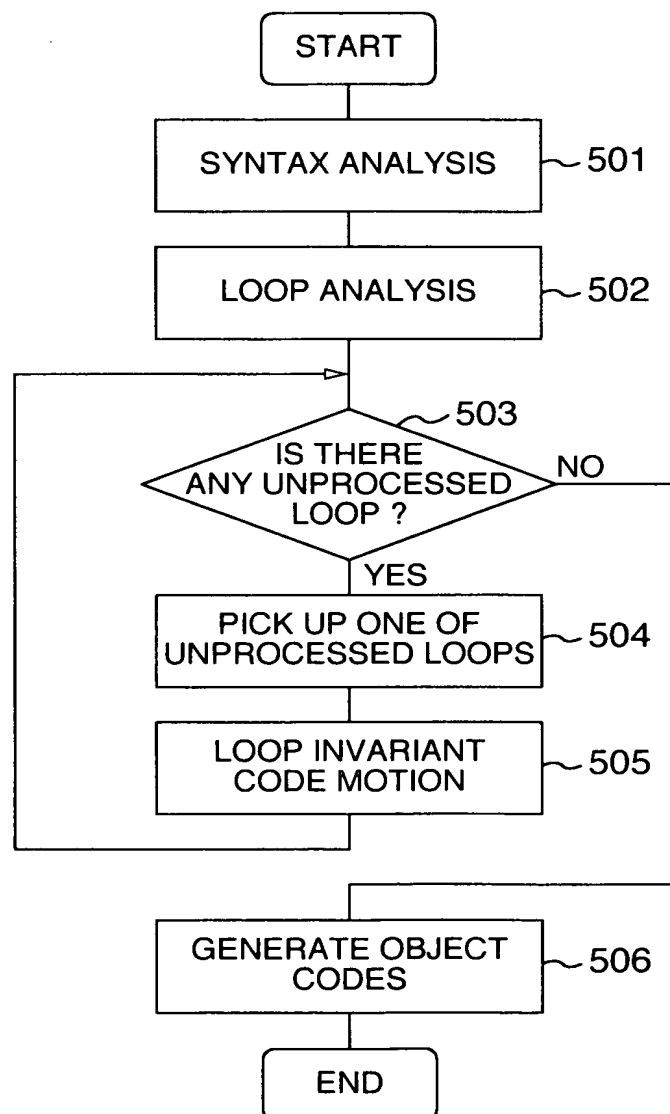 START
SYNTAX ANALYSIS
501
LOOP ANALYSIS
502
503
IS THERE
ANY UNPROCESSED
LOOP ?
NO
YES
PICK UP ONE OF
UNPROCESSED LOOPS
504
LOOP INVARIANT
CODE MOTION
505
GENERATE OBJECT
CODES
506
END